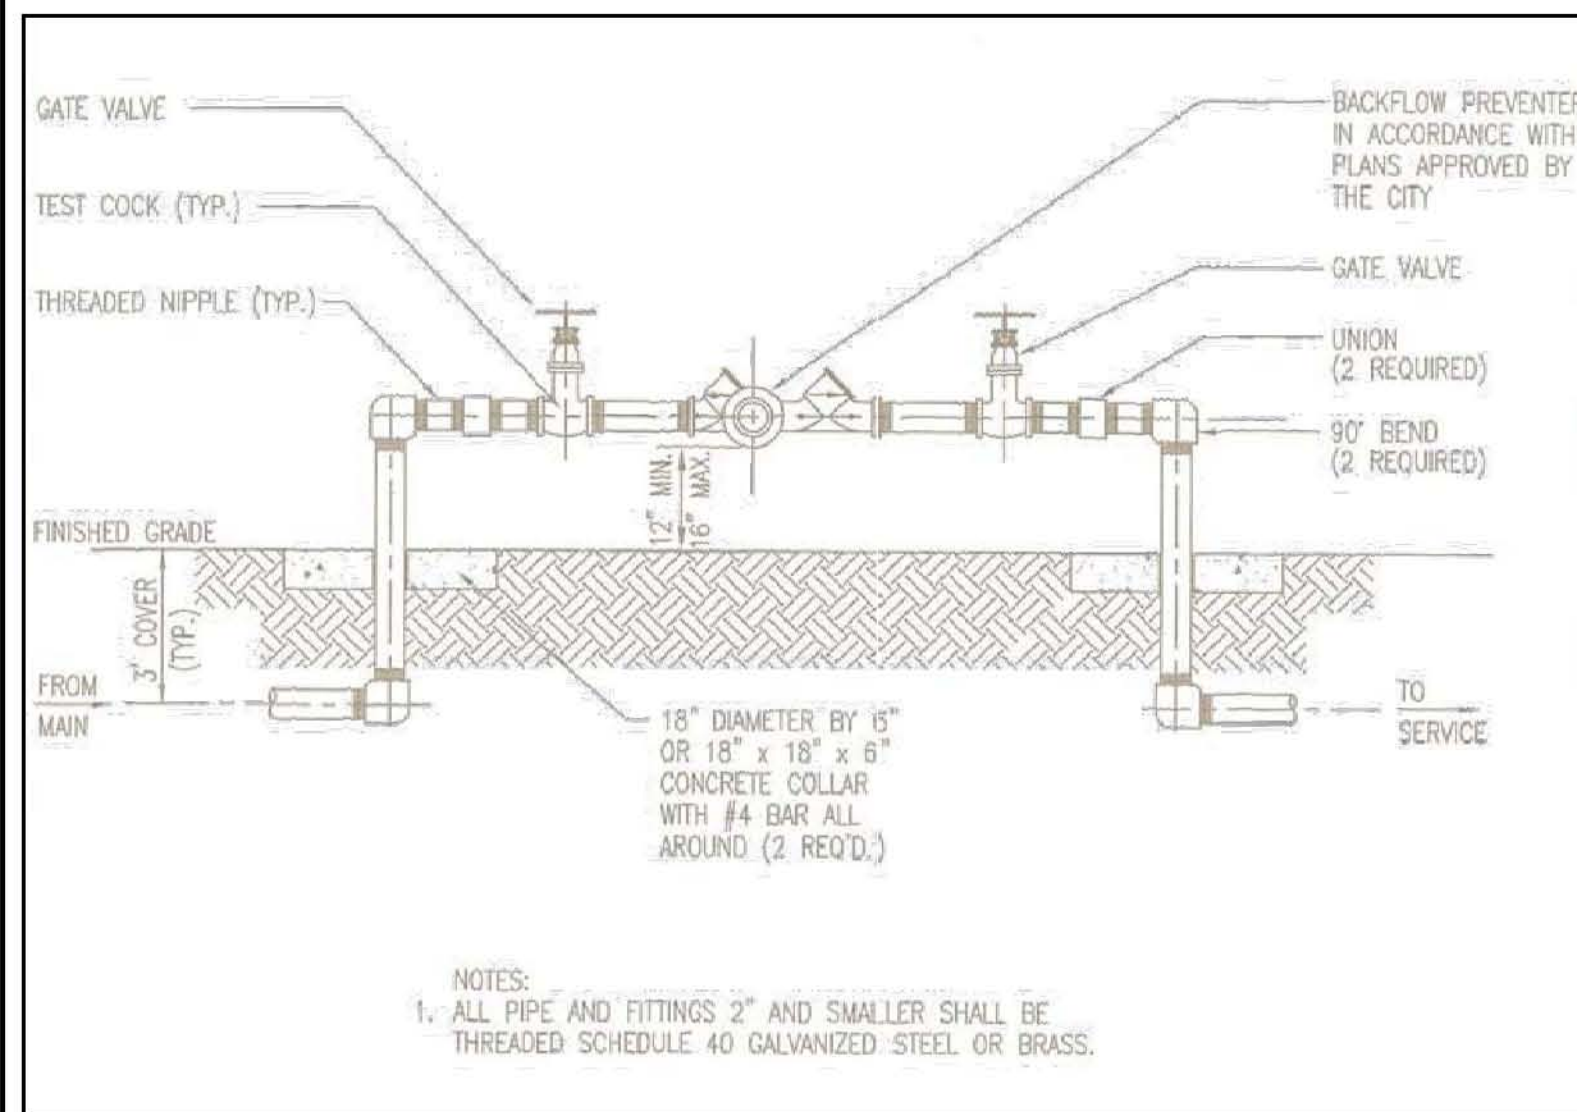 GATE VALVE
TEST COCK (TYP.)
THREADED NIPPLE (TYP.)
BACKFLOW PREVENTER
IN ACCORDANCE WITH
PLANS APPROVED BY
THE CITY
GATE VALVE
UNION
(2 REQUIRED)
90° BEND
(2 REQUIRED)
12" MIN.
16" MAX.
FINISHED GRADE
3' COVER
(TYP.)
FROM
MAIN
TO
SERVICE
18" DIAMETER BY 6"
OR 18" x 18" x 6"
CONCRETE COLLAR
WITH #4 BAR ALL
AROUND (2 REQ'D.)
NOTES:
1. ALL PIPE AND FITTINGS 2" AND SMALLER SHALL BE
THREADED SCHEDULE 40 GALVANIZED STEEL OR BRASS.